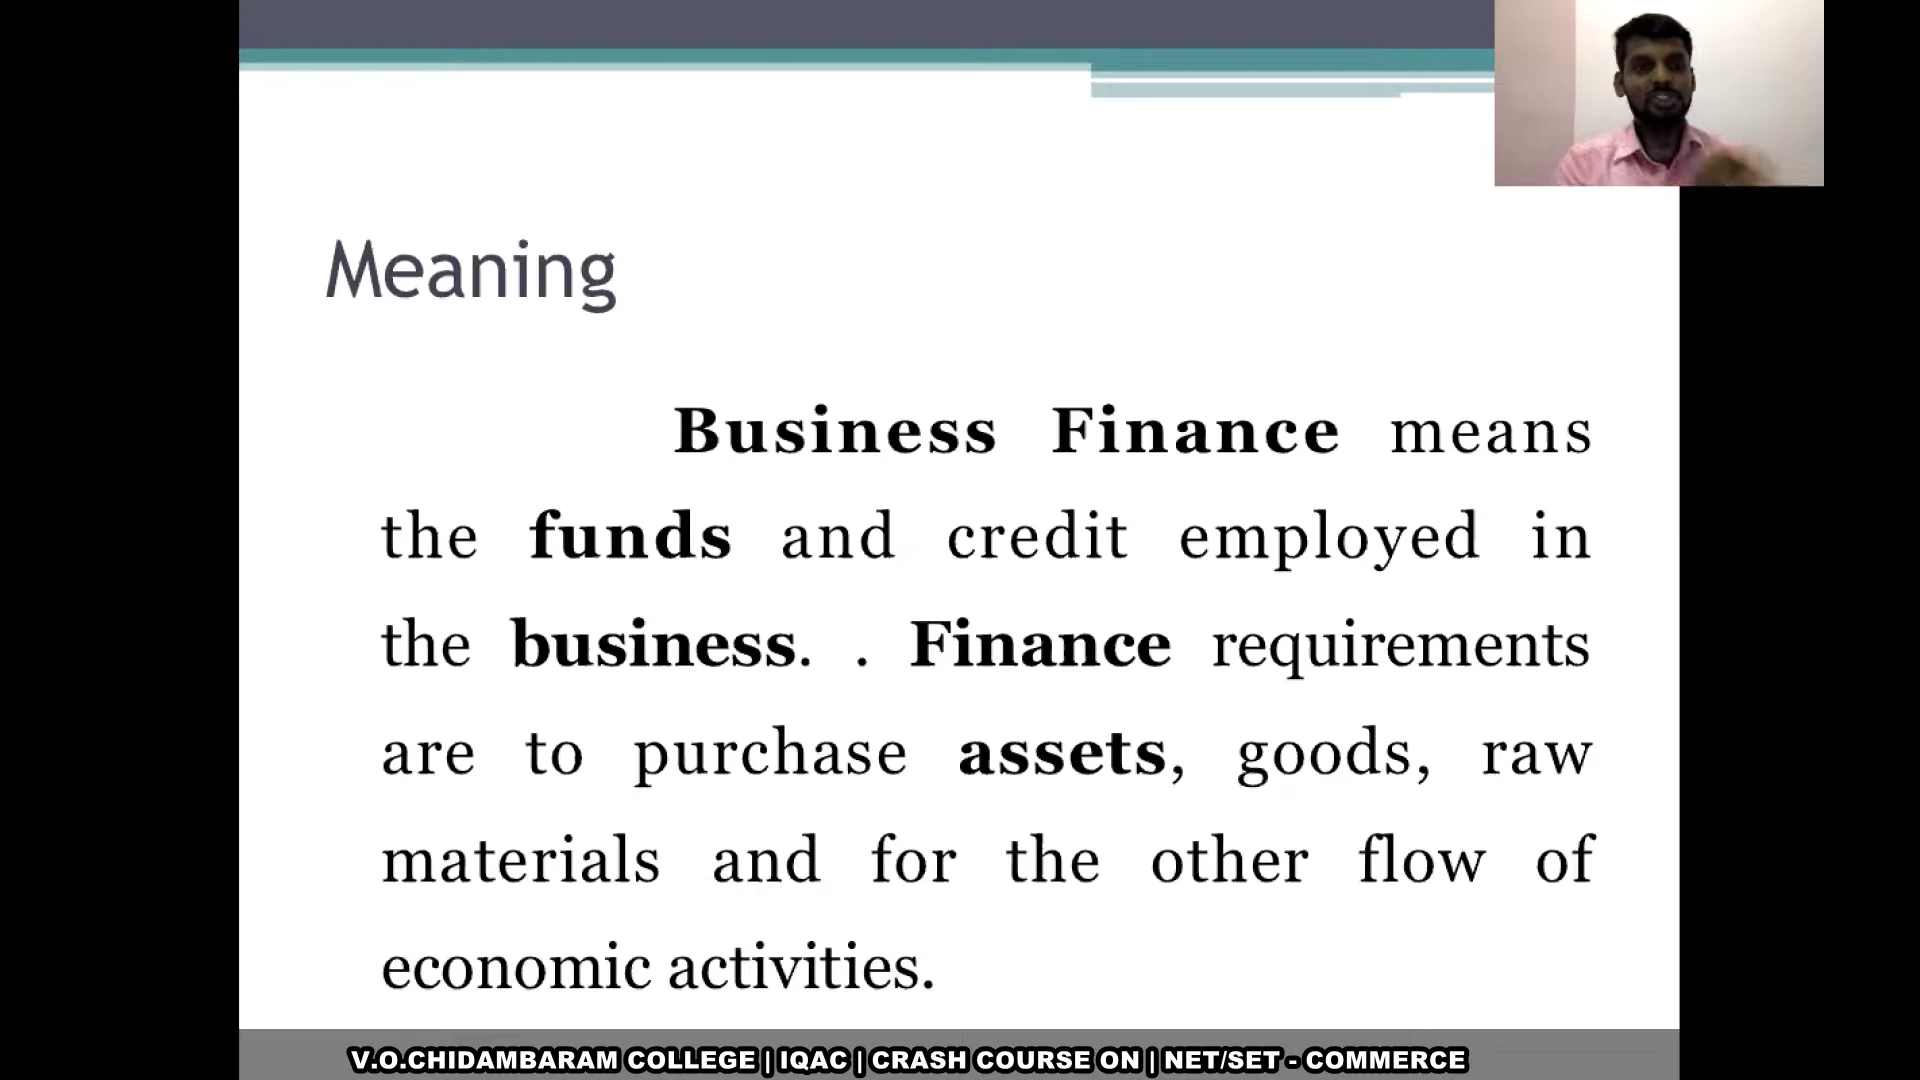 Meaning
Business Finance means
the funds and credit employed in
the business. . Finance requirements
are to purchase assets, goods, raw
materials and for the other flow of
economic activities.
V.O.CHIDAMBARAM COLLEGE | IQAC | CRASH COURSE ON | NET/SET - COMMERCE